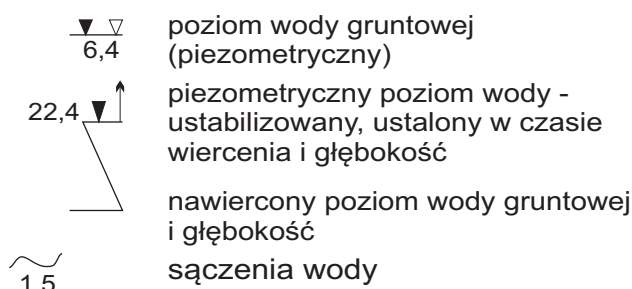 poziom wody gruntowej
6,4 (piezometryczny)
piezometryczny poziom wody -
22,4 ustabilizowany, ustalony w czasie
wiercenia i głębokość
nawiercony poziom wody gruntowej
i głębokość
sączenia wody
1,5